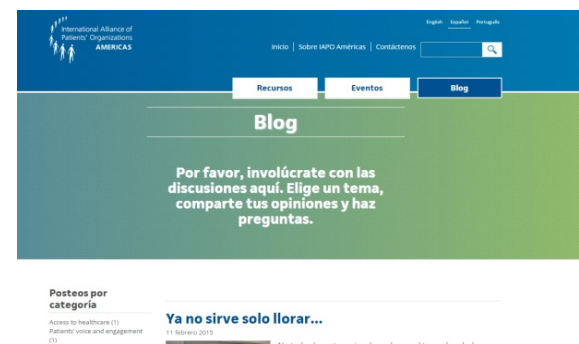 International Alliance of
Patients' Organizations
AMERICAS
English Español Português
Inicio | Sobre IAPO Américas | Contáctenos
Recursos Eventos Blog
Blog
Por favor, involúcrate con las
discusiones aquí. Elige un tema,
comparte tus opiniones y haz
preguntas.
Posteos por
categoría
Access to healthcare (1)
Patients' voice and engagement
(1)
Ya no sirve solo llorar...
11 febrero 2015